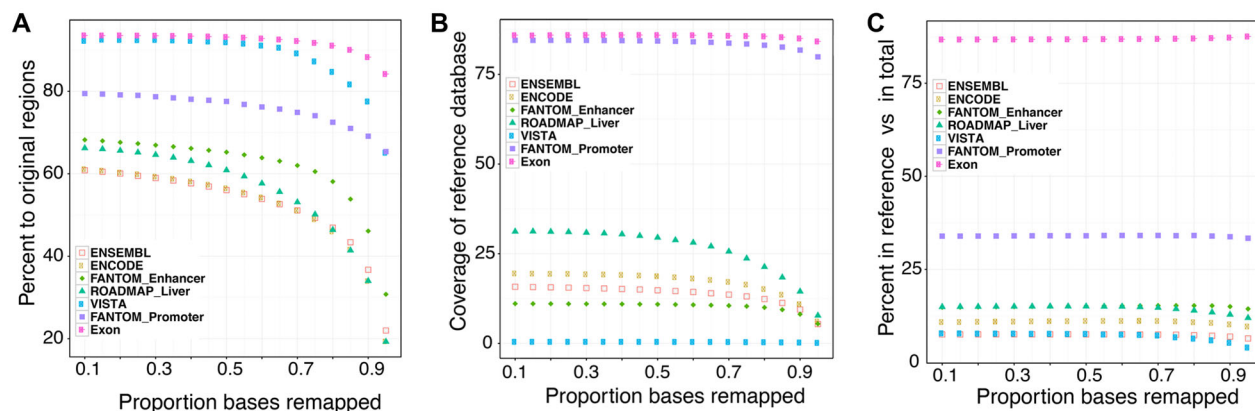 A
Percent to original regions
80
60
40
20
ENSEMBL
ENCODE
FANTOM_Enhancer
ROADMAP_Liver
VISTA
FANTOM_Promoter
Exon
0.1 0.3 0.5 0.7 0.9
Proportion bases remapped
B
Coverage of reference database
75
50
25
0
ENSEMBL
ENCODE
FANTOM_Enhancer
ROADMAP_Liver
VISTA
FANTOM_Promoter
Exon
0.1 0.3 0.5 0.7 0.9
Proportion bases remapped
C
Percent in reference vs in total
75
50
25
0
ENSEMBL
ENCODE
FANTOM_Enhancer
ROADMAP_Liver
VISTA
FANTOM_Promoter
Exon
0.1 0.3 0.5 0.7 0.9
Proportion bases remapped